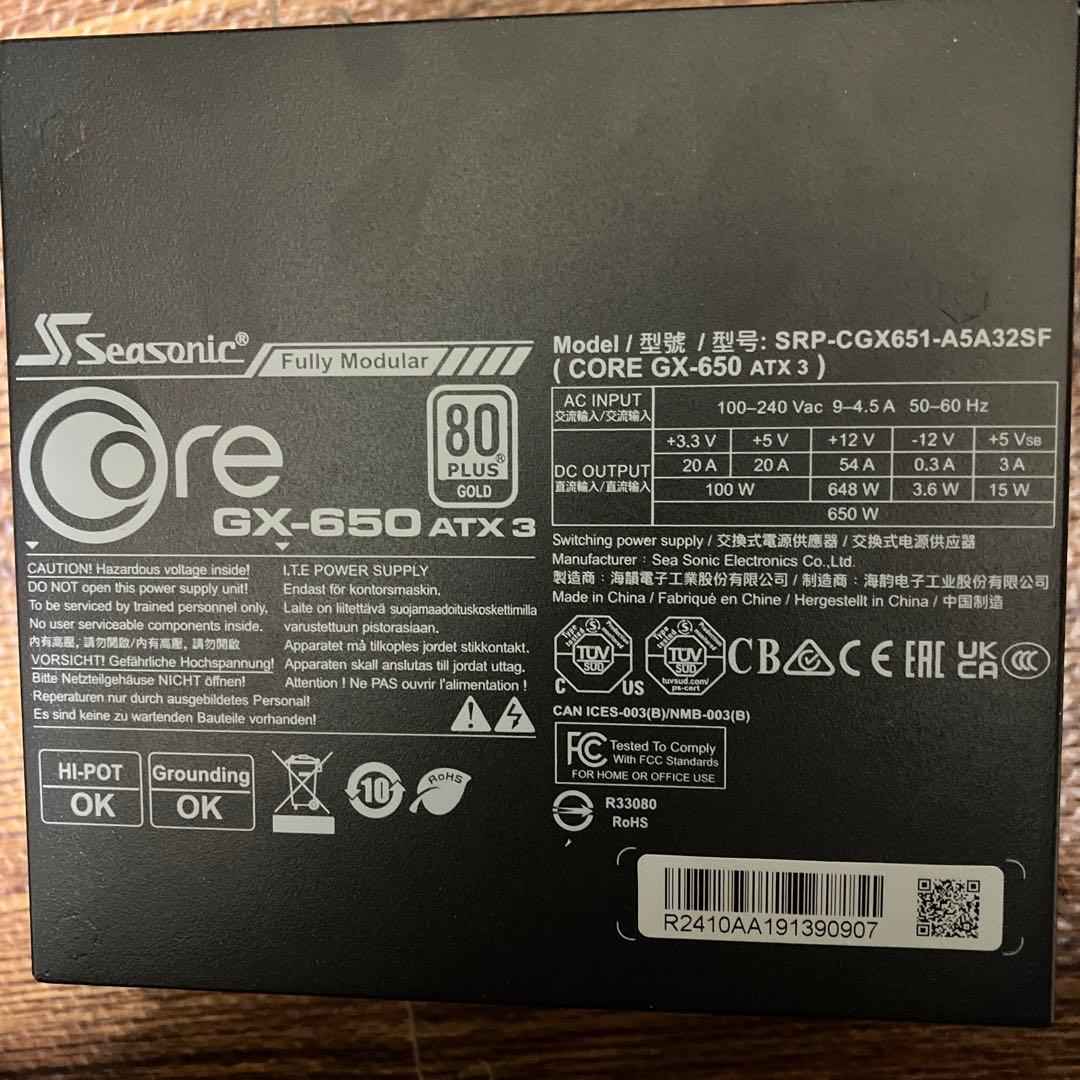 Seasonic®
Fully Modular
Core
GX-650 ATX 3
80
PLUS®
GOLD
CAUTION! Hazardous voltage inside!
DO NOT open this power supply unit!
To be serviced by trained personnel only,
No user serviceable components inside.
內有高壓, 請勿開啟/内有高壓, 請勿開啟
VORSICHT! Gefährliche Hochspannung!
Bitte Netzteilgehäuse NICHT öffnen!
Reperaturen nur durch ausgebildetes Personal!
Es sind keine zu wartenden Bauteile vorhanden!
I.T.E POWER SUPPLY
Endast för kontorsmaskin.
Laite on liitettävä suojamaadoituskoskettimilla
varustettuun pistorasiaan.
Apparatet må tilkoples jordet stikkontakt.
Apparaten skall anslutas till jordat uttag.
Attention ! Ne PAS ouvrir l'alimentation !
HI-POT
OK
Grounding
OK
10
RoHS
Model / 型號 / 型号: SRP-CGX651-A5A32SF
( CORE GX-650 ATX 3 )
AC INPUT
交流輸入/交流输入
100–240 Vac 9–4.5 A 50–60 Hz
DC OUTPUT
直流輸入/直流输入
+3.3 V +5 V +12 V -12 V +5 VSB
20 A 20 A 54 A 0.3 A 3 A
100 W 648 W 3.6 W 15 W
650 W
Switching power supply / 交換式電源供應器 / 交换式电源供应器
Manufacturer : Sea Sonic Electronics Co.,Ltd.
製造商 : 海韻電子工業股份有限公司 / 制造商 : 海韵电子工业股份有限公司
Made in China / Fabriqué en Chine / Hergestellt in China / 中国制造
TÜV
SÜD
C US
TÜV
SÜD
tuvsud.com/
ps-cert
CB CE EAC UKCA CCC
CAN ICES-003(B)/NMB-003(B)
FC Tested To Comply
With FCC Standards
FOR HOME OR OFFICE USE
R33080
RoHS
R2410AA191390907